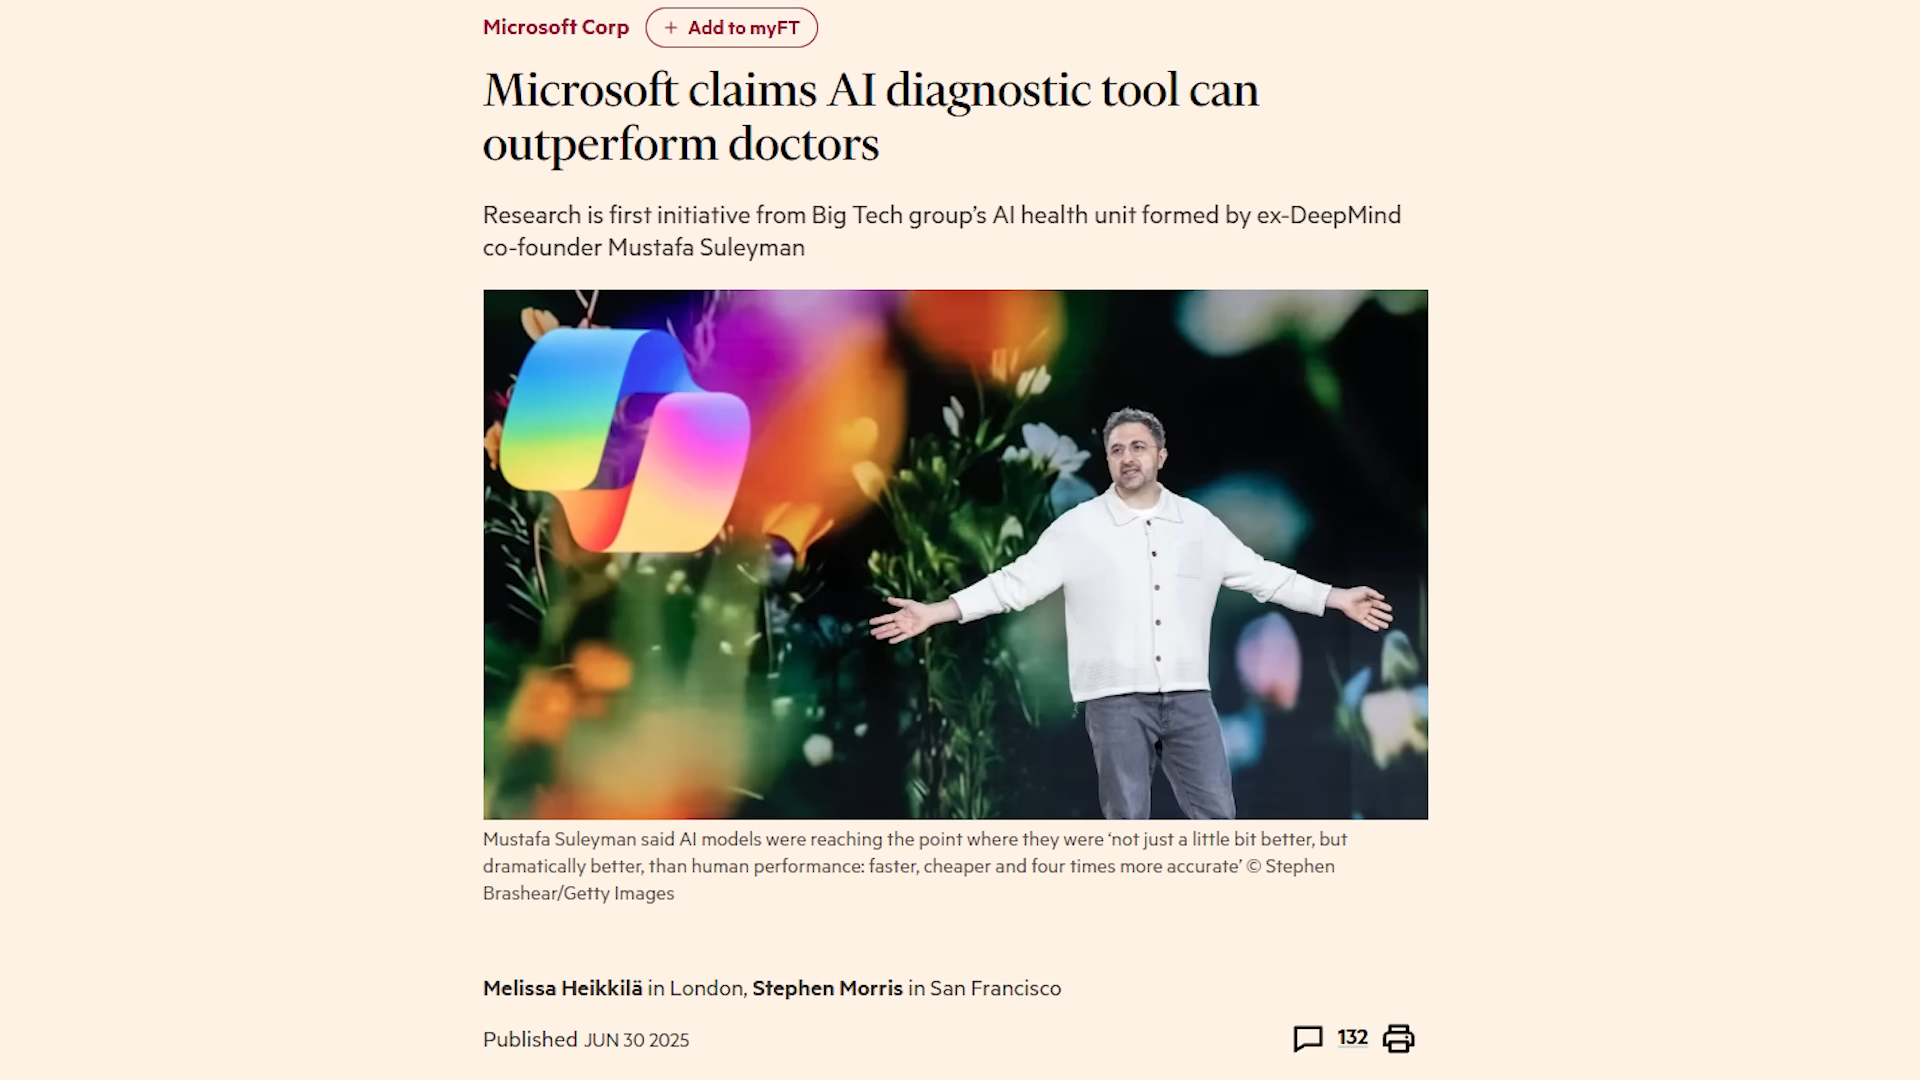 Microsoft Corp
+ Add to myFT
Microsoft claims AI diagnostic tool can
outperform doctors
Research is first initiative from Big Tech group’s AI health unit formed by ex-DeepMind
co-founder Mustafa Suleyman
Mustafa Suleyman said AI models were reaching the point where they were ‘not just a little bit better, but
dramatically better, than human performance: faster, cheaper and four times more accurate’ © Stephen
Brashear/Getty Images
Melissa Heikkilä in London, Stephen Morris in San Francisco
Published JUN 30 2025
132